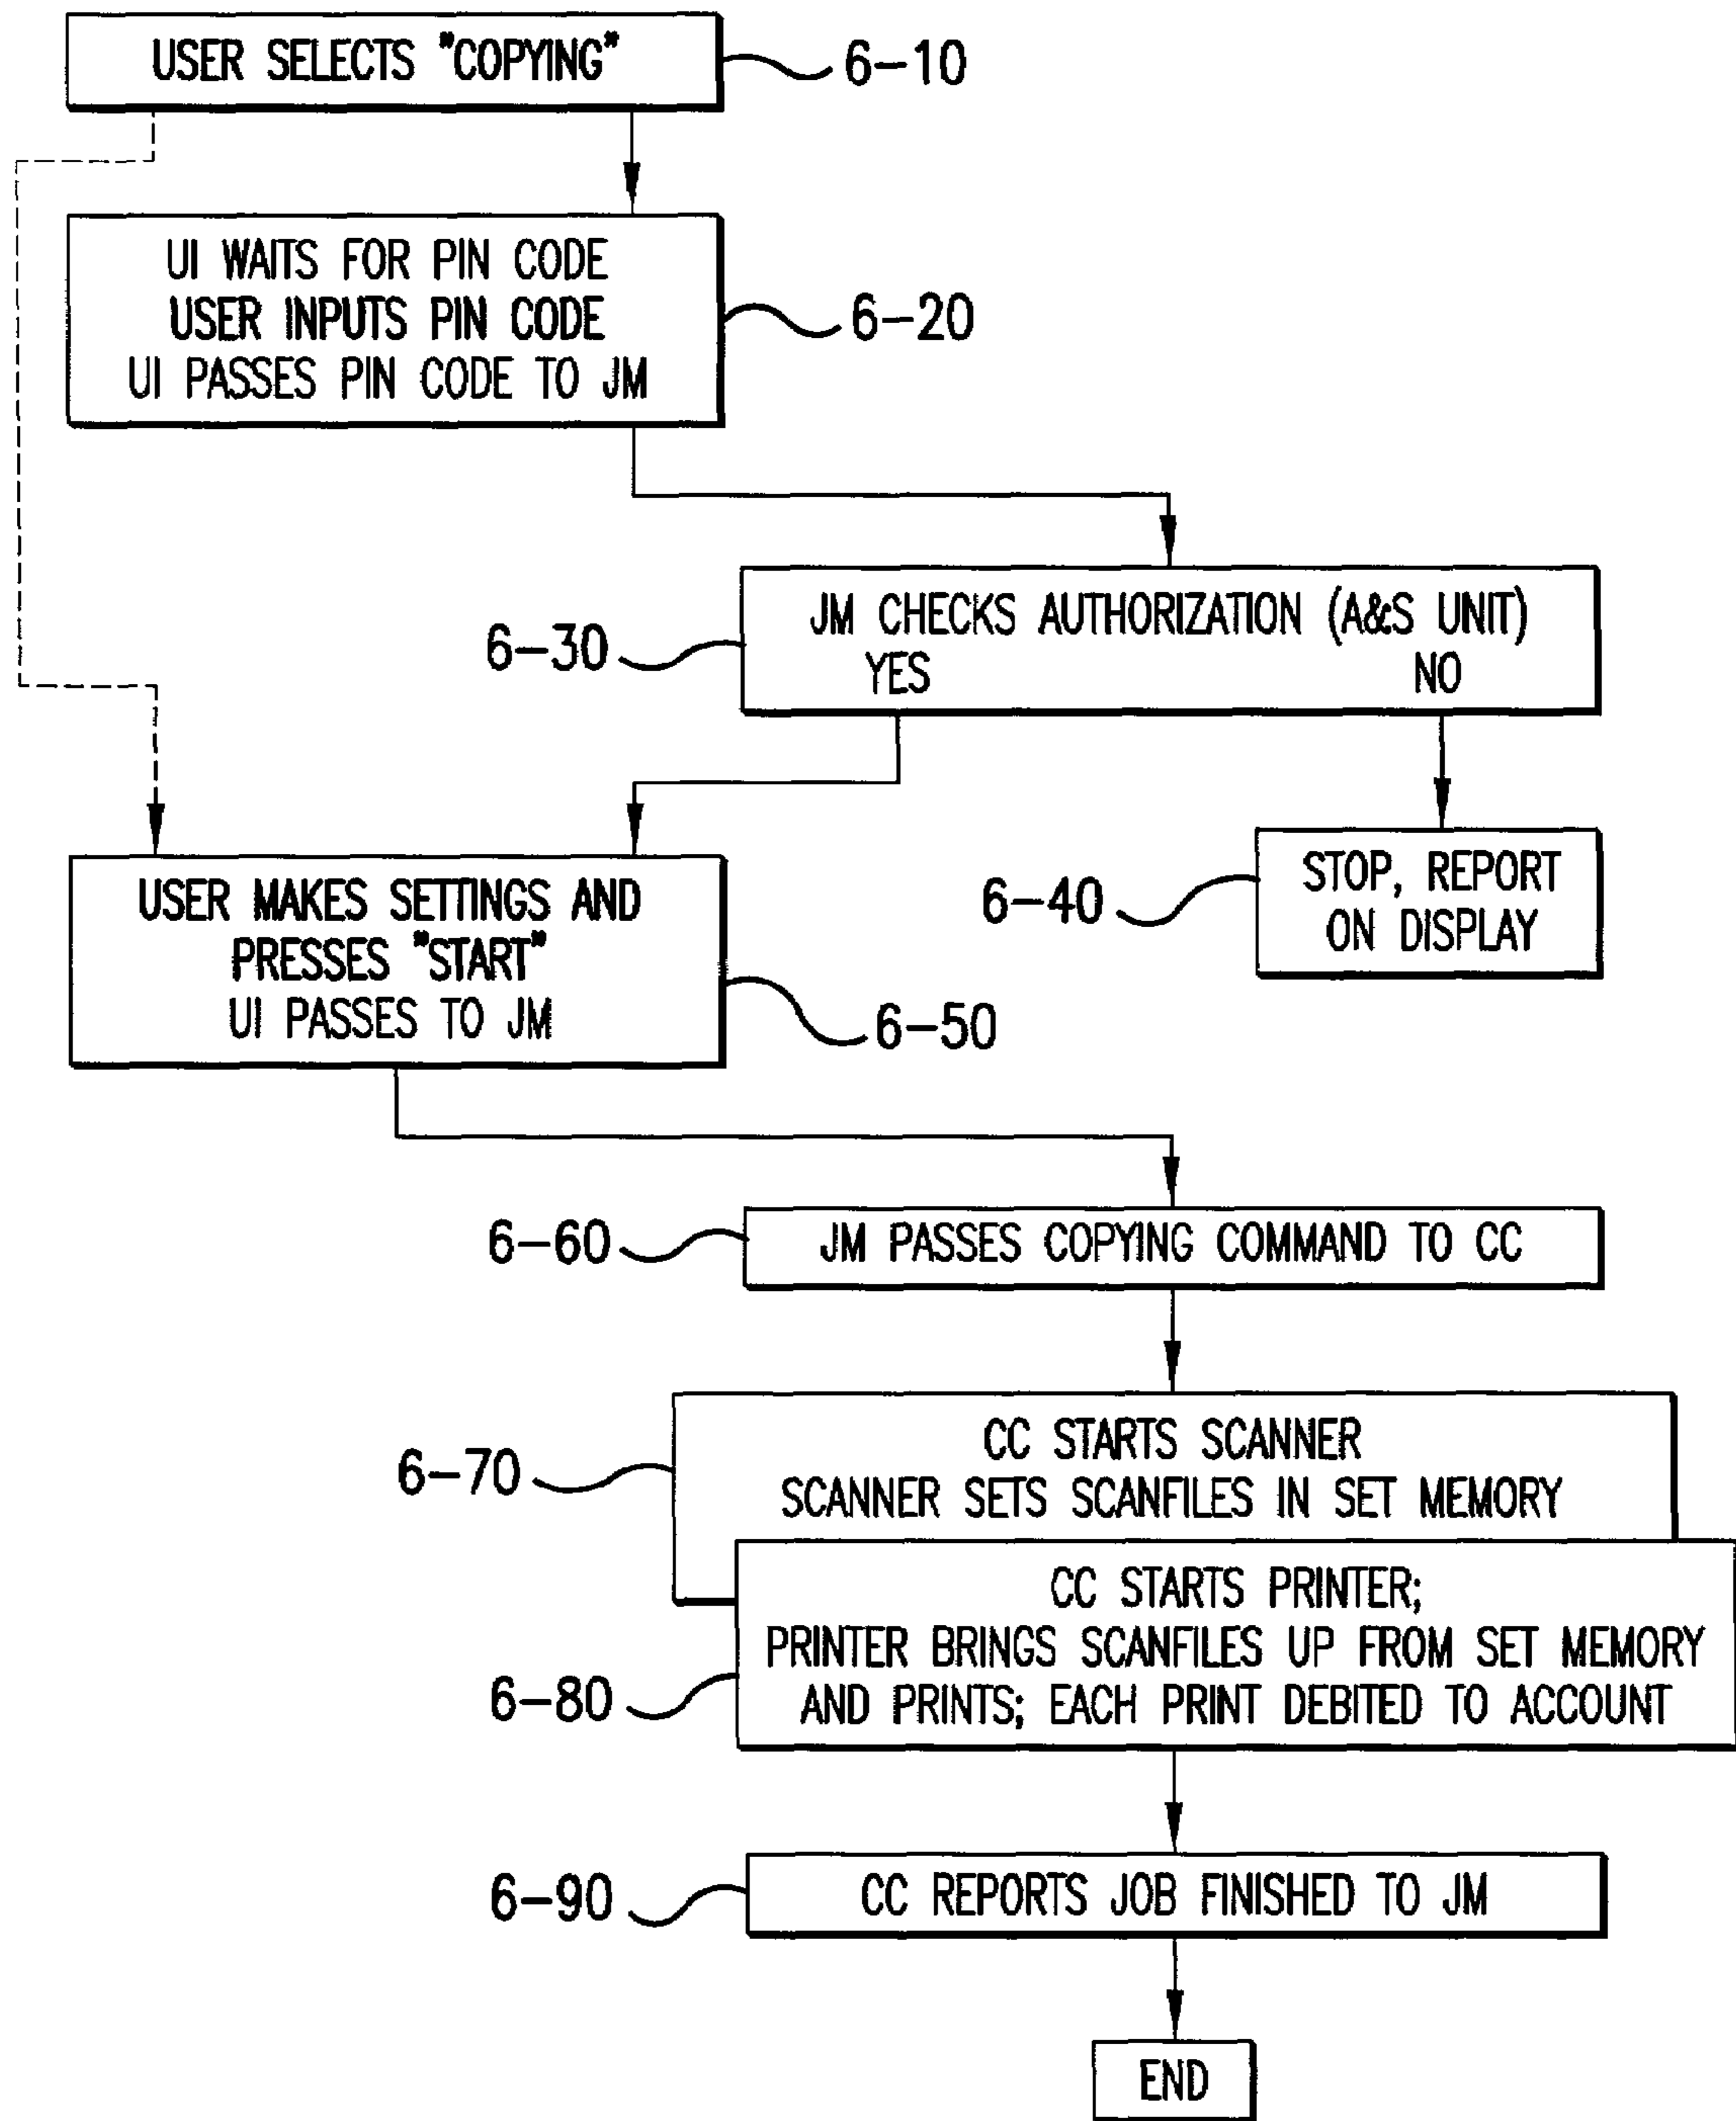 USER SELECTS "COPYING"
6-10
UI WAITS FOR PIN CODE
USER INPUTS PIN CODE
UI PASSES PIN CODE TO JM
6-20
JM CHECKS AUTHORIZATION (A&S UNIT)
YES NO
6-30
STOP, REPORT
ON DISPLAY
6-40
USER MAKES SETTINGS AND
PRESSES "START"
UI PASSES TO JM
6-50
JM PASSES COPYING COMMAND TO CC
6-60
CC STARTS SCANNER
SCANNER SETS SCANFILES IN SET MEMORY
6-70
CC STARTS PRINTER;
PRINTER BRINGS SCANFILES UP FROM SET MEMORY
AND PRINTS; EACH PRINT DEBITED TO ACCOUNT
6-80
CC REPORTS JOB FINISHED TO JM
6-90
END